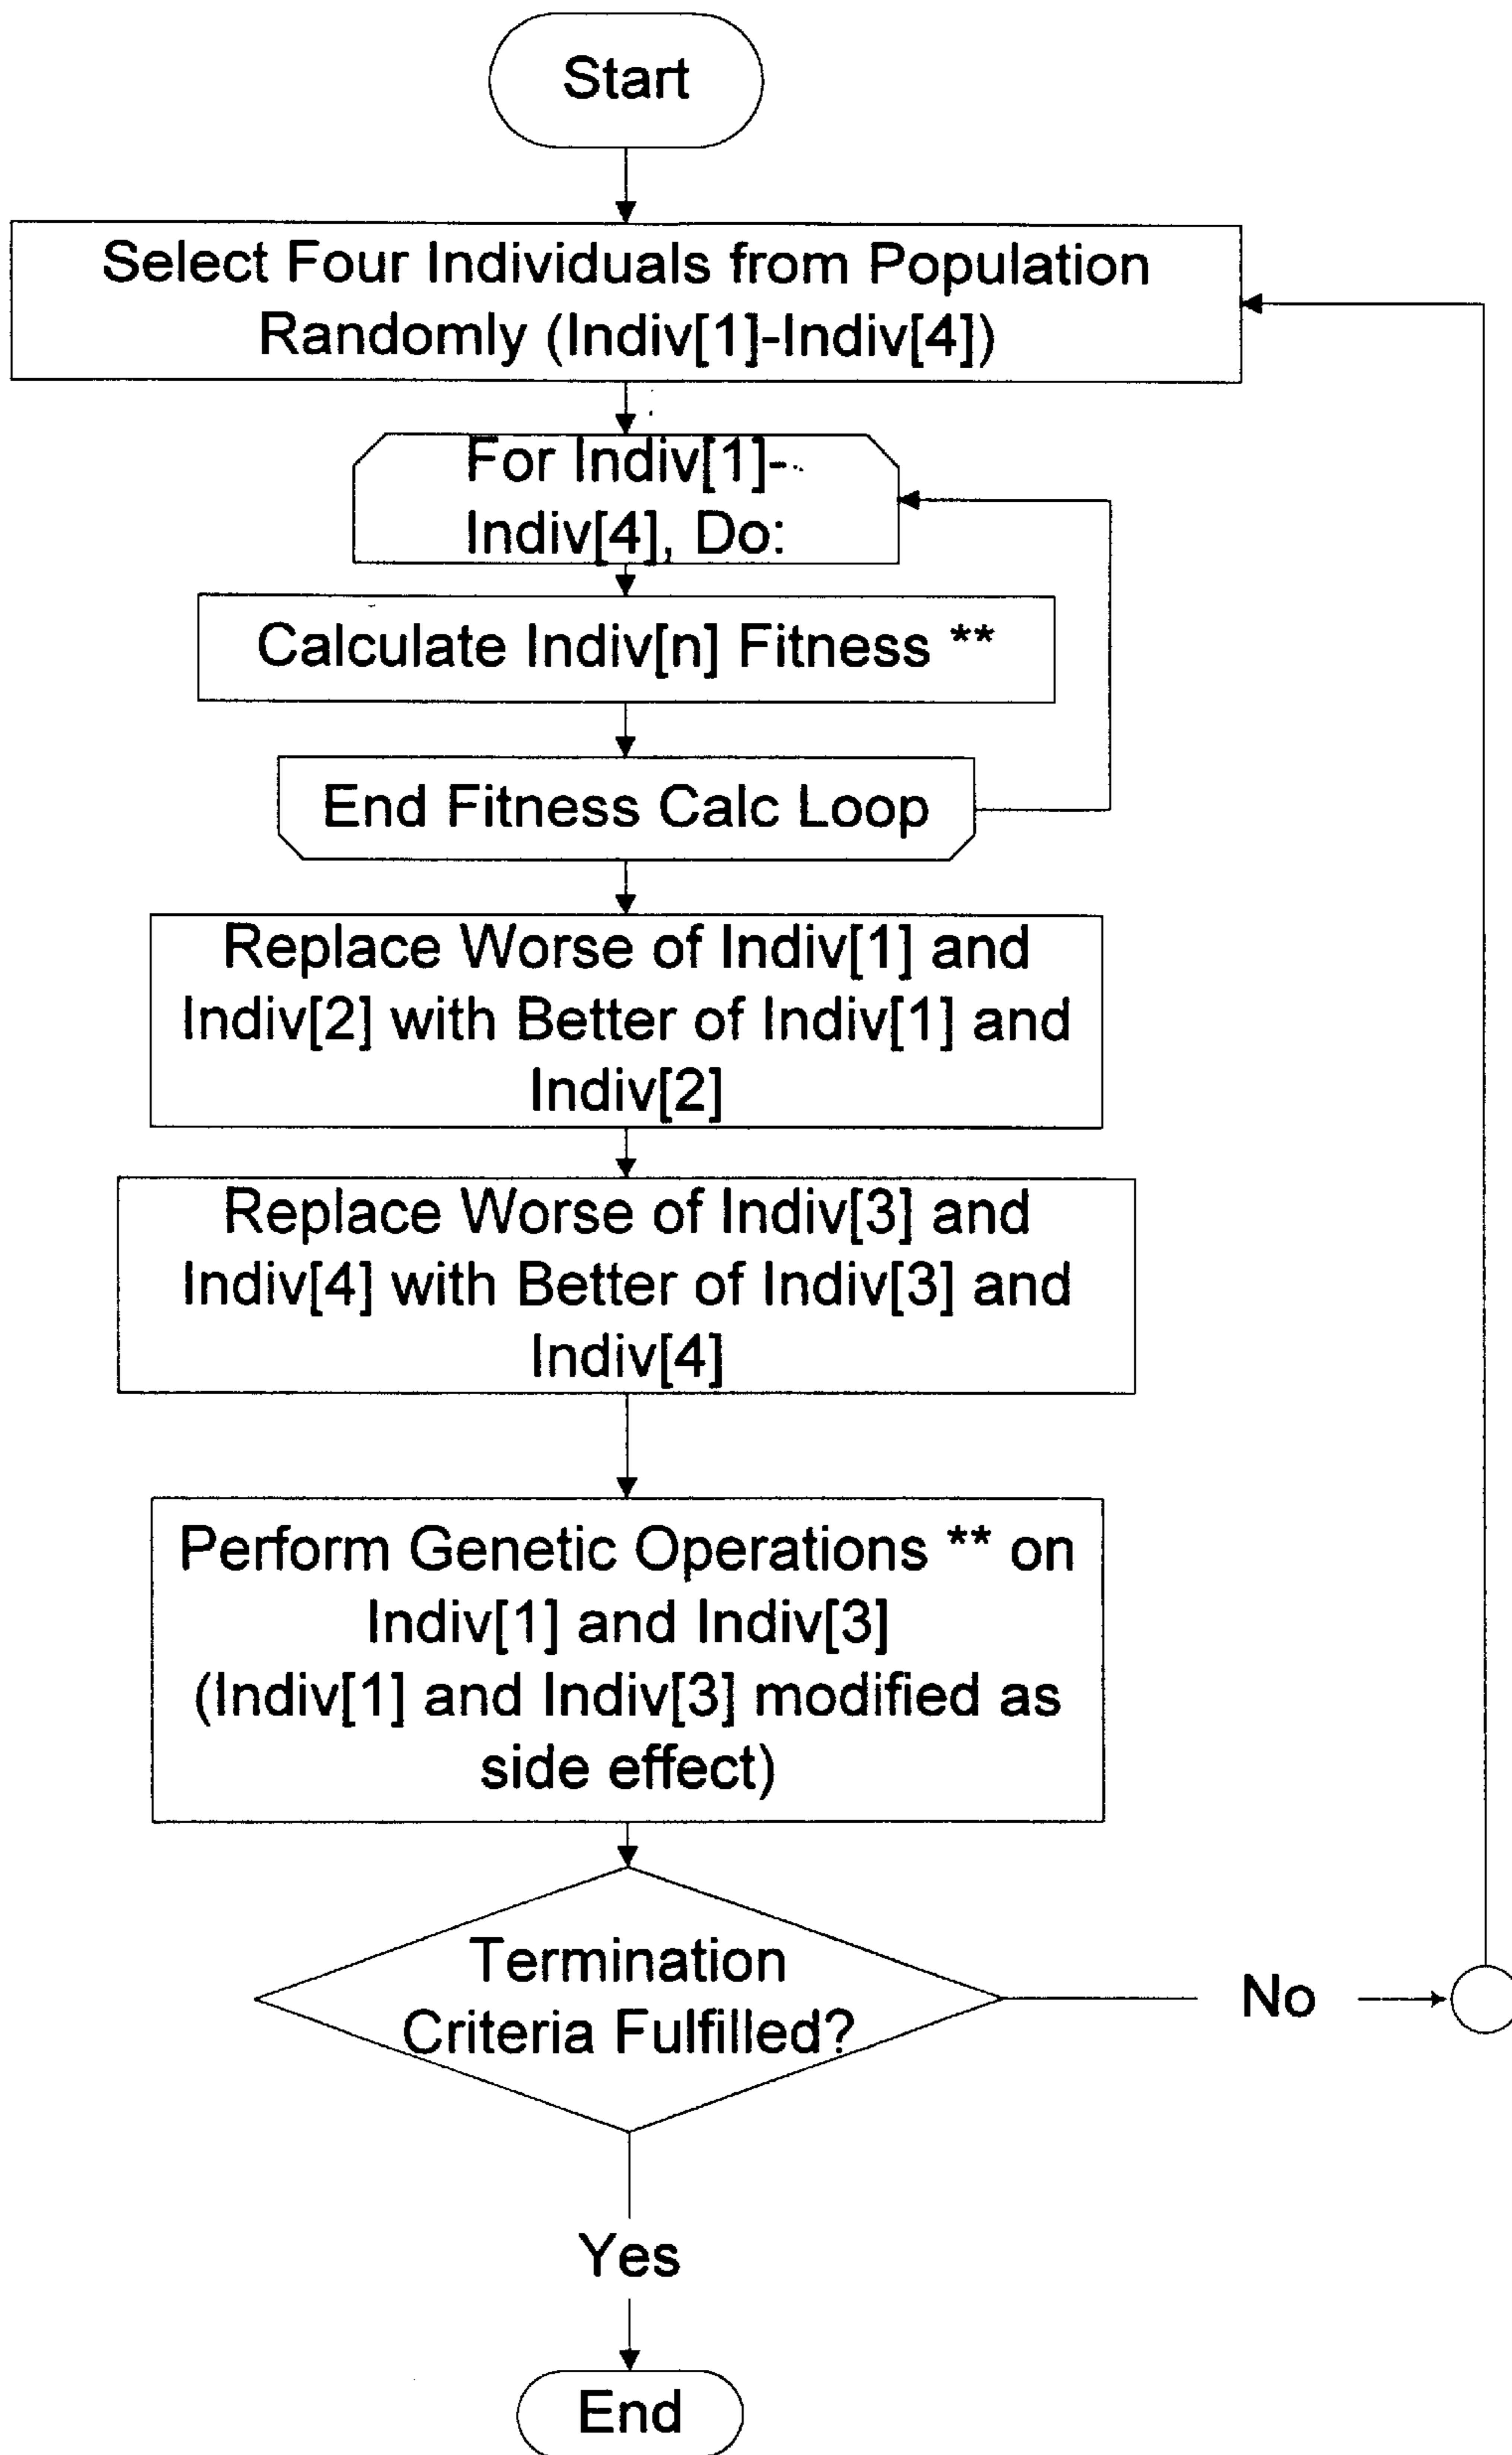 Start
Select Four Individuals from Population
Randomly (Indiv[1]-Indiv[4])
For Indiv[1]-
Indiv[4], Do:
Calculate Indiv[n] Fitness **
End Fitness Calc Loop
Replace Worse of Indiv[1] and
Indiv[2] with Better of Indiv[1] and
Indiv[2]
Replace Worse of Indiv[3] and
Indiv[4] with Better of Indiv[3] and
Indiv[4]
Perform Genetic Operations ** on
Indiv[1] and Indiv[3]
(Indiv[1] and Indiv[3] modified as
side effect)
Termination
Criteria Fulfilled?
No
Yes
End